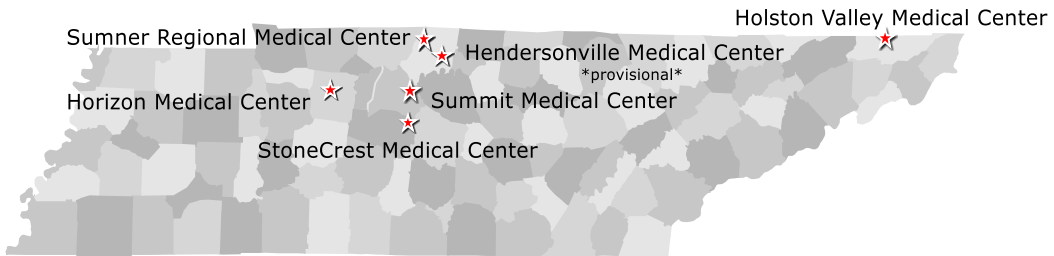 Holston Valley Medical Center
Sumner Regional Medical Center
Hendersonville Medical Center
*provisional*
Horizon Medical Center
Summit Medical Center
StoneCrest Medical Center